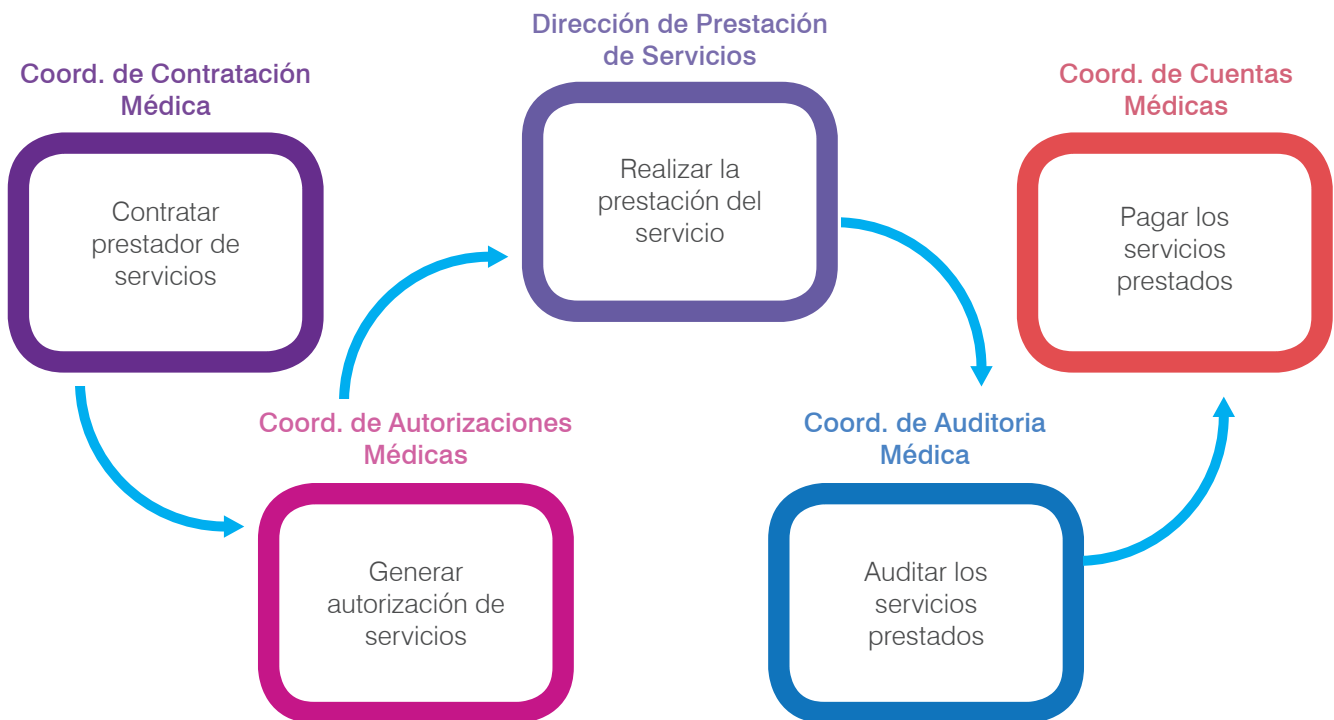 Coord. de Contratación
Médica
Contratar
prestador de
servicios
Coord. de Autorizaciones
Médicas
Generar
autorización de
servicios
Dirección de Prestación
de Servicios
Realizar la
prestación del
servicio
Coord. de Auditoria
Médica
Auditar los
servicios
prestados
Coord. de Cuentas
Médicas
Pagar los
servicios
prestados